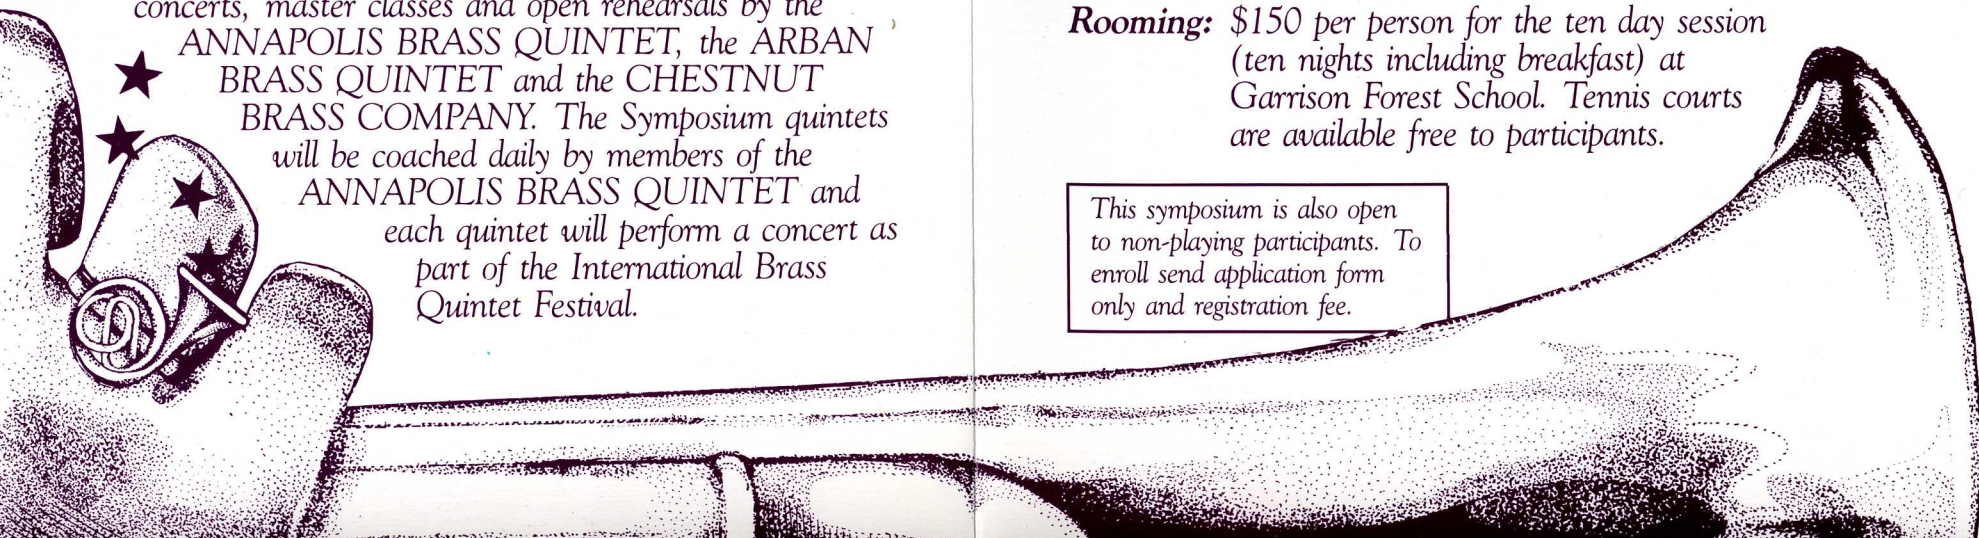 concerts, master classes and open rehearsals by the
ANNAPOLIS BRASS QUINTET, the ARBAN
BRASS QUINTET and the CHESTNUT
BRASS COMPANY. The Symposium quintets
will be coached daily by members of the
ANNAPOLIS BRASS QUINTET and
each quintet will perform a concert as
part of the International Brass
Quintet Festival.
Rooming: $150 per person for the ten day session
(ten nights including breakfast) at
Garrison Forest School. Tennis courts
are available free to participants.
This symposium is also open
to non-playing participants. To
enroll send application form
only and registration fee.